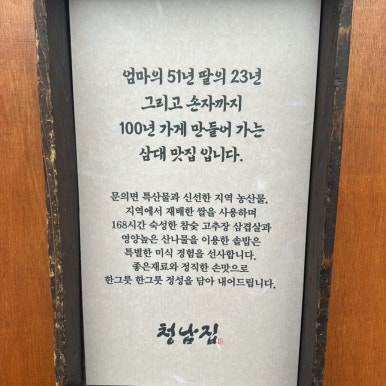 엄마의 51년 딸의 23년
그리고 손자까지
100년 가게 만들어 가는
삼대 맛집 입니다.
문의면 특산물과 신선한 지역 농산물,
지역에서 재배한 쌀을 사용하며
168시간 숙성한 참숯 고추장 삼겹살과
영양높은 산나물을 이용한 솥밥은
특별한 미식 경험을 선사합니다.
좋은재료와 정직한 손맛으로
한그릇 한그릇 정성을 담아 내어드립니다.
청남집